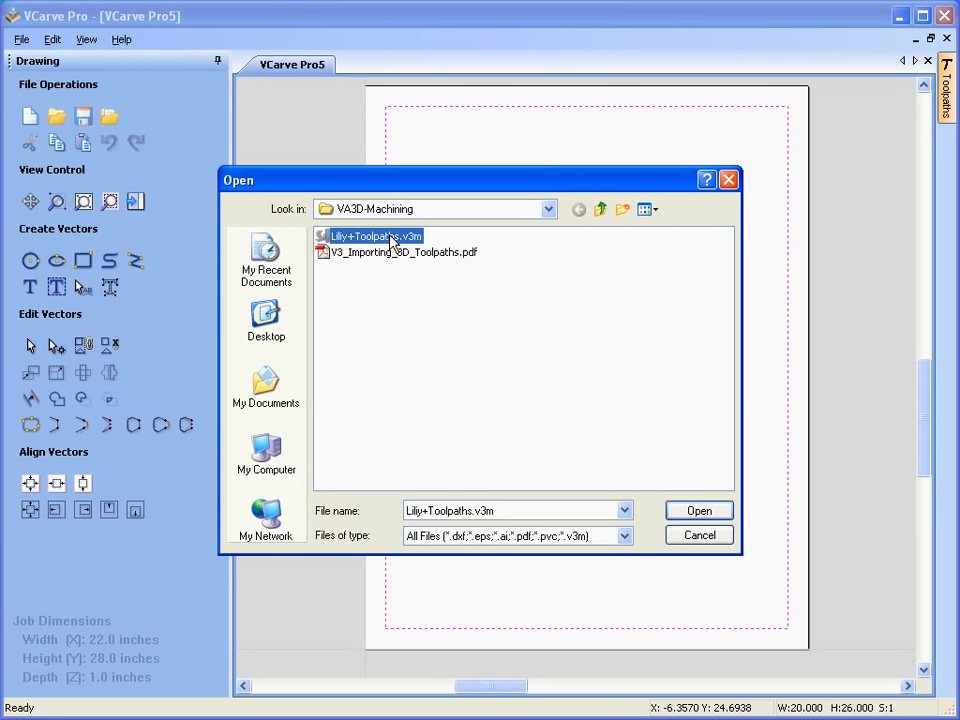 VCarve Pro - [VCarve Pro5]
File Edit View Help
Drawing
VCarve Pro5
Toolpaths
File Operations
View Control
Create Vectors
Edit Vectors
Align Vectors
Job Dimensions
Width (X): 22.0 inches
Height (Y): 28.0 inches
Depth (Z): 1.0 inches
Open
Look in: VA3D-Machining
Liliy+Toolpaths.v3m
V3_Importing_3D_Toolpaths.pdf
My Recent
Documents
Desktop
My Documents
My Computer
My Network
File name: Liliy+Toolpaths.v3m Open
Files of type: All Files (*.dxf;*.eps;*.ai;*.pdf;*.pvc;*.v3m) Cancel
Ready X: -6.3570 Y: 24.6938 W:20.000 H:26.000 S:1